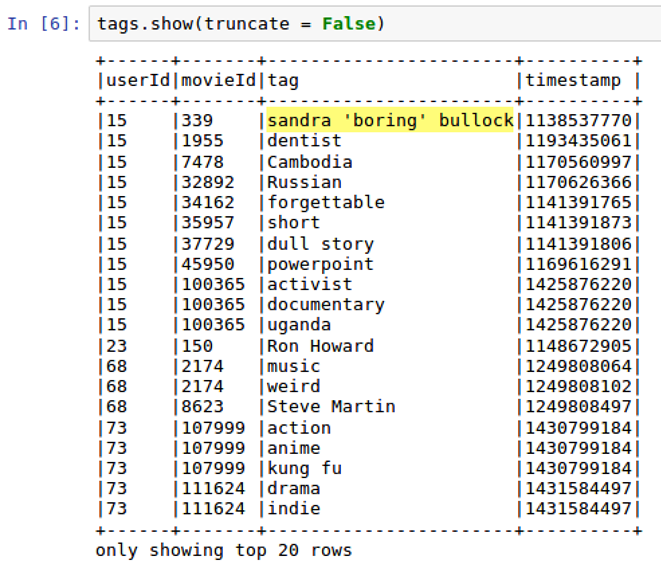 In [6]: tags.show(truncate = False)
+------+-------+-----------------------+----------+
|userId|movieId|tag                    |timestamp |
+------+-------+-----------------------+----------+
|15    |339    |sandra 'boring' bullock|1138537770|
|15    |1955   |dentist                |1193435061|
|15    |7478   |Cambodia               |1170560997|
|15    |32892  |Russian                |1170626366|
|15    |34162  |forgettable            |1141391765|
|15    |35957  |short                  |1141391873|
|15    |37729  |dull story             |1141391806|
|15    |45950  |powerpoint             |1169616291|
|15    |100365 |activist               |1425876220|
|15    |100365 |documentary            |1425876220|
|15    |100365 |uganda                 |1425876220|
|23    |150    |Ron Howard             |1148672905|
|68    |2174   |music                  |1249808064|
|68    |2174   |weird                  |1249808102|
|68    |8623   |Steve Martin           |1249808497|
|73    |107999 |action                 |1430799184|
|73    |107999 |anime                  |1430799184|
|73    |107999 |kung fu                |1430799184|
|73    |111624 |drama                  |1431584497|
|73    |111624 |indie                  |1431584497|
+------+-------+-----------------------+----------+
only showing top 20 rows